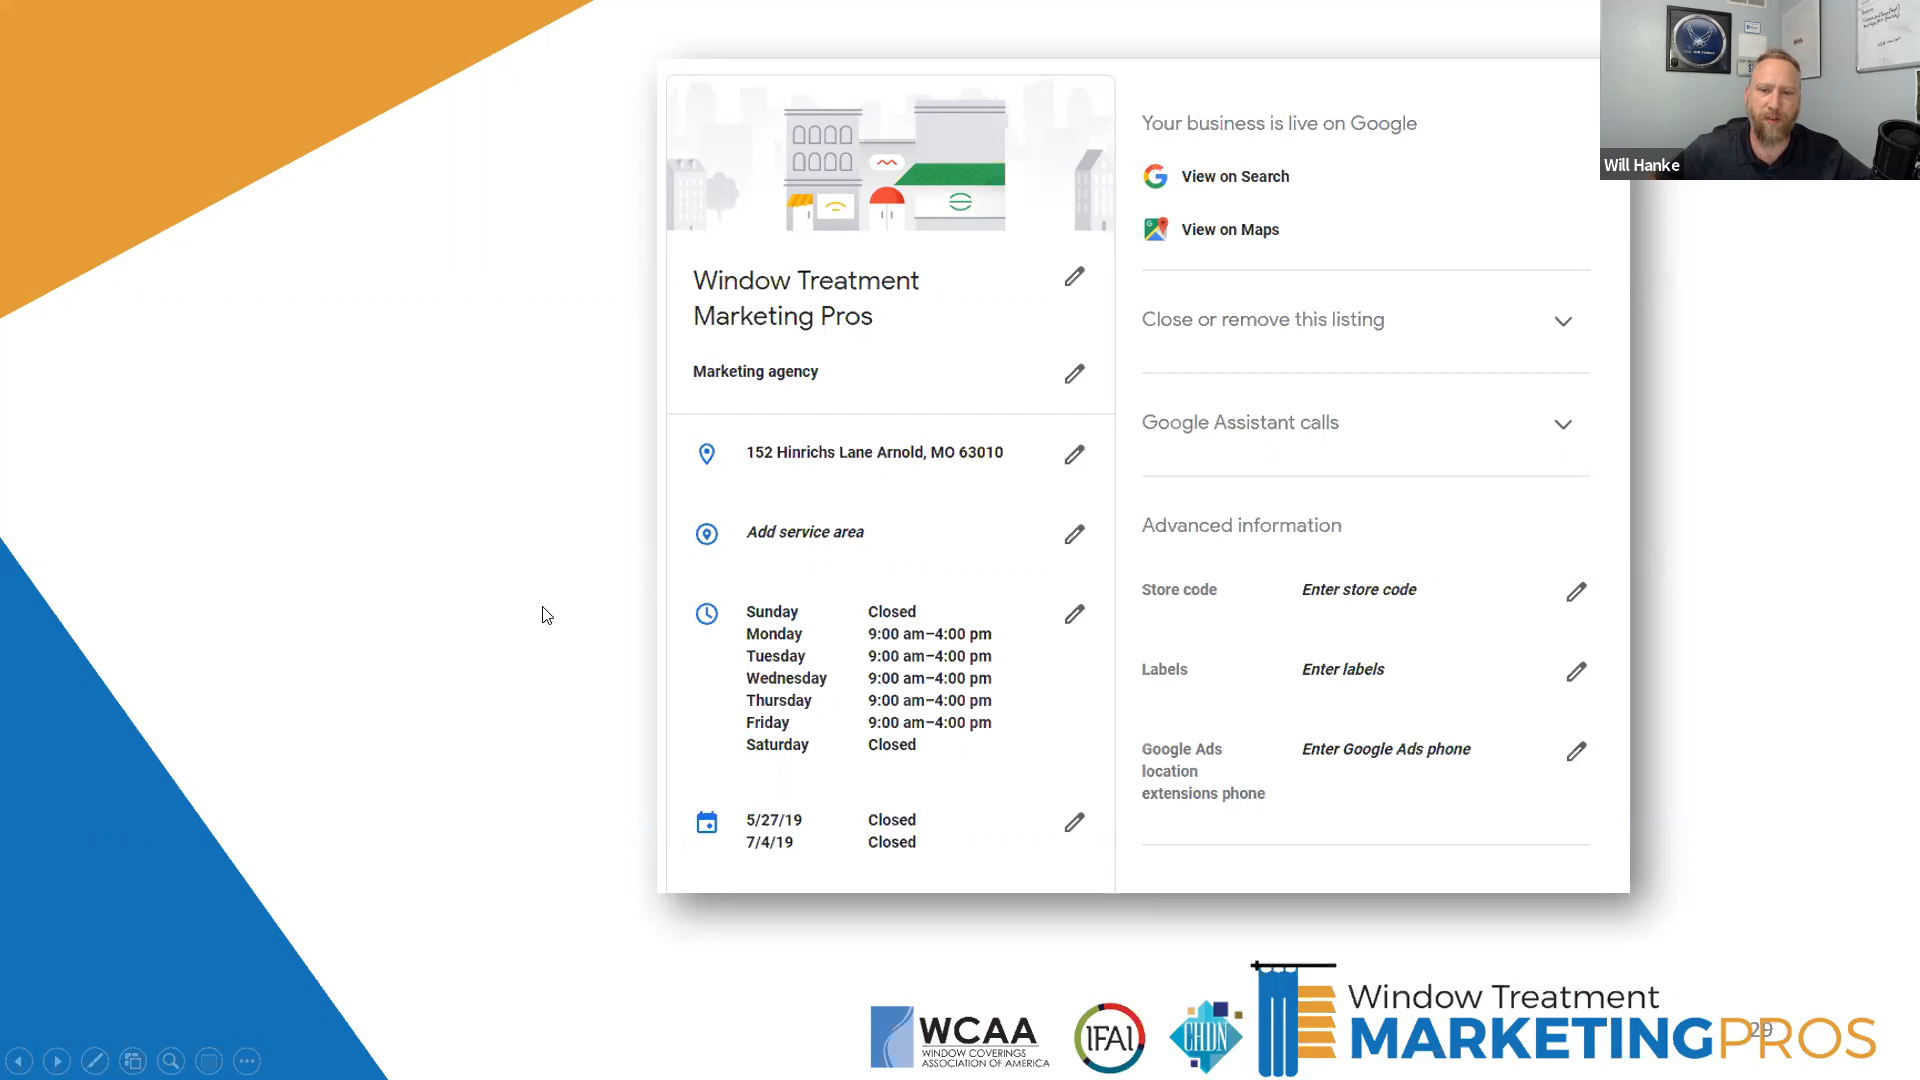 Window Treatment
Marketing Pros
Marketing agency
152 Hinrichs Lane Arnold, MO 63010
Add service area
Sunday Closed
Monday 9:00 am–4:00 pm
Tuesday 9:00 am–4:00 pm
Wednesday 9:00 am–4:00 pm
Thursday 9:00 am–4:00 pm
Friday 9:00 am–4:00 pm
Saturday Closed
5/27/19 Closed
7/4/19 Closed
Your business is live on Google
View on Search
View on Maps
Close or remove this listing
Google Assistant calls
Advanced information
Store code Enter store code
Labels Enter labels
Google Ads Enter Google Ads phone
location
extensions phone
Will Hanke
WCAA
WINDOW COVERINGS
ASSOCIATION OF AMERICA
IFAI
CHDN
Window Treatment
MARKETINGPROS
29